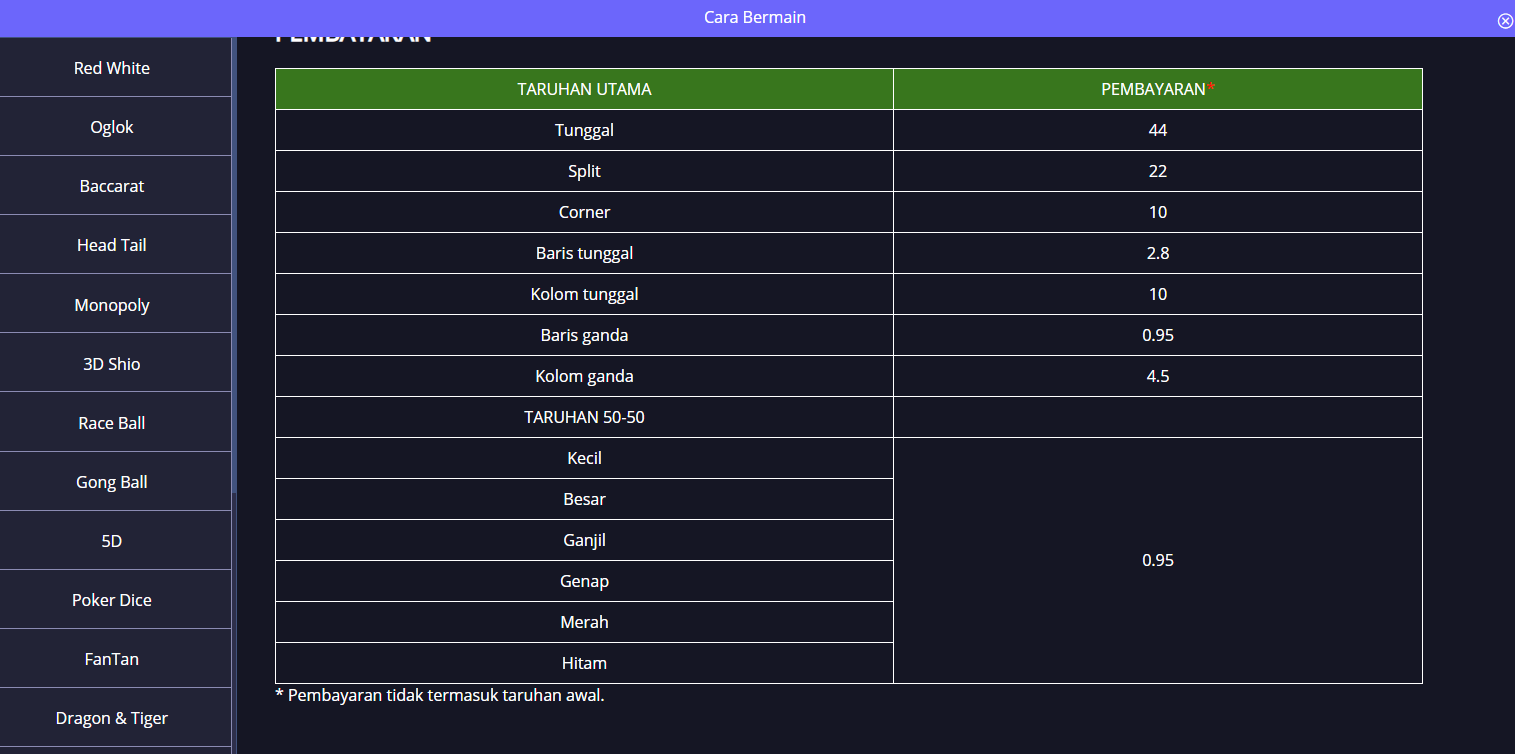 Cara Bermain
PEMBAYARAN
Red White
Oglok
Baccarat
Head Tail
Monopoly
3D Shio
Race Ball
Gong Ball
5D
Poker Dice
FanTan
Dragon & Tiger
TARUHAN UTAMA PEMBAYARAN*
Tunggal 44
Split 22
Corner 10
Baris tunggal 2.8
Kolom tunggal 10
Baris ganda 0.95
Kolom ganda 4.5
TARUHAN 50-50
Kecil
Besar
Ganjil
0.95
Genap
Merah
Hitam
* Pembayaran tidak termasuk taruhan awal.